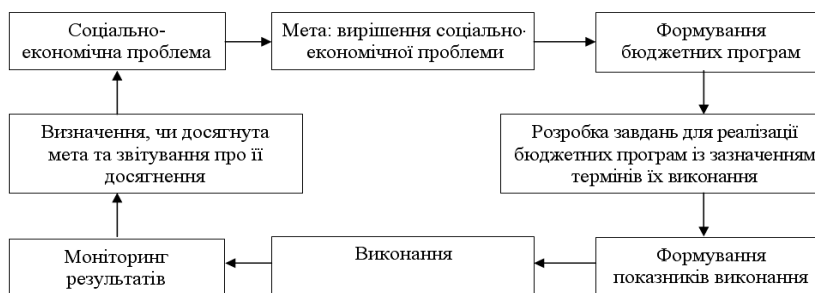 Соціально-
економічна проблема
Мета: вирішення соціально-
економічної проблеми
Формування
бюджетних програм
Розробка завдань для реалізації
бюджетних програм із зазначенням
термінів їх виконання
Формування
показників виконання
Виконання
Моніторинг
результатів
Визначення, чи досягнута
мета та звітування про її
досягнення